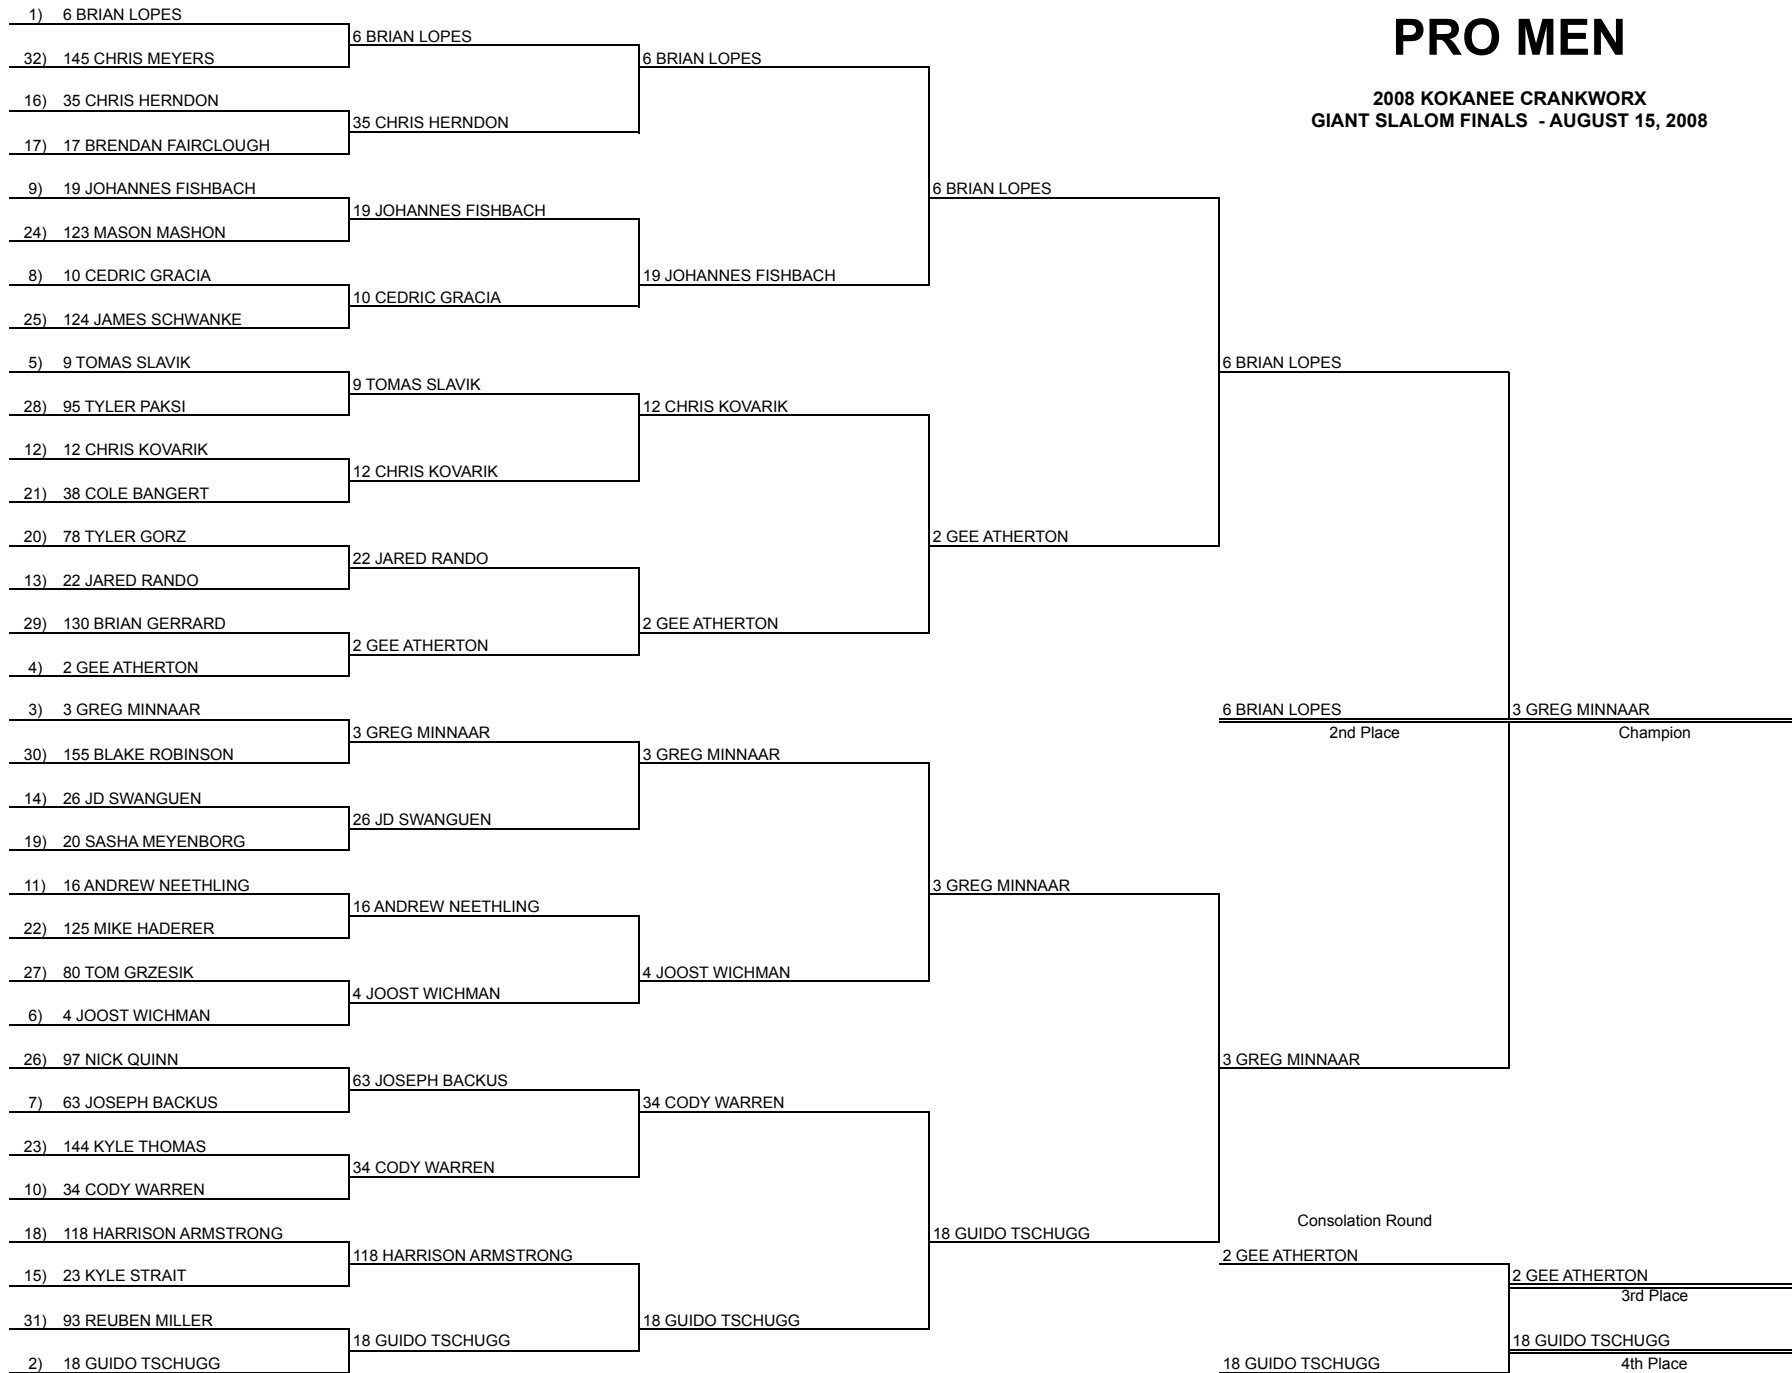 PRO MEN
2008 KOKANEE CRANKWORX
GIANT SLALOM FINALS - AUGUST 15, 2008
1) 6 BRIAN LOPES
32) 145 CHRIS MEYERS
16) 35 CHRIS HERNDON
17) 17 BRENDAN FAIRCLOUGH
9) 19 JOHANNES FISHBACH
24) 123 MASON MASHON
8) 10 CEDRIC GRACIA
25) 124 JAMES SCHWANKE
5) 9 TOMAS SLAVIK
28) 95 TYLER PAKSI
12) 12 CHRIS KOVARIK
21) 38 COLE BANGERT
20) 78 TYLER GORZ
13) 22 JARED RANDO
29) 130 BRIAN GERRARD
4) 2 GEE ATHERTON
3) 3 GREG MINNAAR
30) 155 BLAKE ROBINSON
14) 26 JD SWANGUEN
19) 20 SASHA MEYENBORG
11) 16 ANDREW NEETHLING
22) 125 MIKE HADERER
27) 80 TOM GRZESIK
6) 4 JOOST WICHMAN
26) 97 NICK QUINN
7) 63 JOSEPH BACKUS
23) 144 KYLE THOMAS
10) 34 CODY WARREN
18) 118 HARRISON ARMSTRONG
15) 23 KYLE STRAIT
31) 93 REUBEN MILLER
2) 18 GUIDO TSCHUGG
6 BRIAN LOPES
35 CHRIS HERNDON
19 JOHANNES FISHBACH
10 CEDRIC GRACIA
9 TOMAS SLAVIK
12 CHRIS KOVARIK
22 JARED RANDO
2 GEE ATHERTON
3 GREG MINNAAR
26 JD SWANGUEN
16 ANDREW NEETHLING
4 JOOST WICHMAN
63 JOSEPH BACKUS
34 CODY WARREN
118 HARRISON ARMSTRONG
18 GUIDO TSCHUGG
6 BRIAN LOPES
19 JOHANNES FISHBACH
12 CHRIS KOVARIK
2 GEE ATHERTON
3 GREG MINNAAR
4 JOOST WICHMAN
34 CODY WARREN
18 GUIDO TSCHUGG
6 BRIAN LOPES
2 GEE ATHERTON
3 GREG MINNAAR
18 GUIDO TSCHUGG
6 BRIAN LOPES
3 GREG MINNAAR
6 BRIAN LOPES
2nd Place
3 GREG MINNAAR
Champion
Consolation Round
2 GEE ATHERTON
18 GUIDO TSCHUGG
2 GEE ATHERTON
3rd Place
18 GUIDO TSCHUGG
4th Place